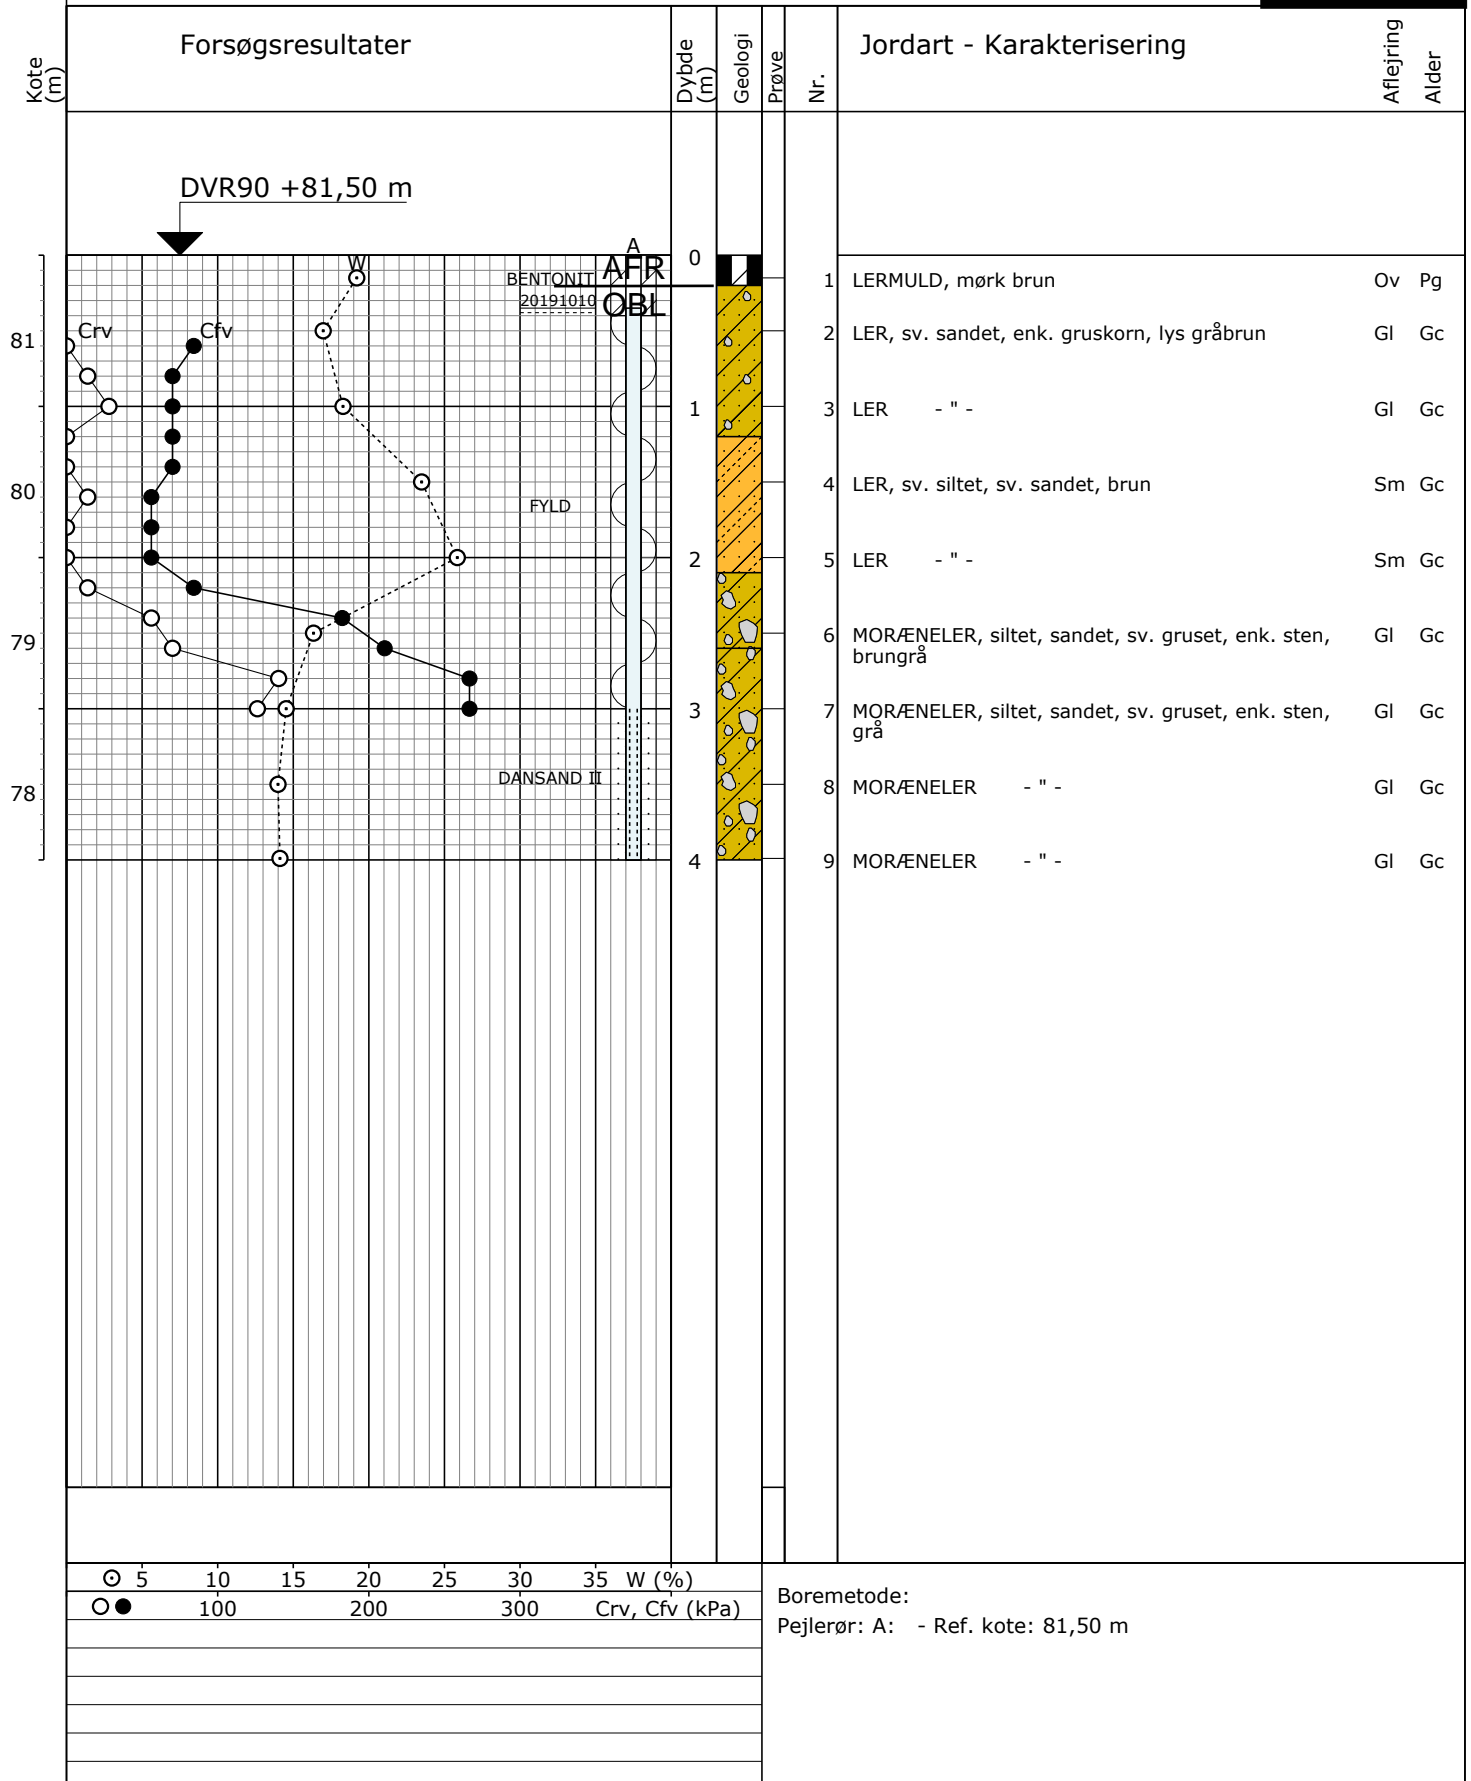 Kote
(m)
Forsøgsresultater
Dybde
(m)
Geologi
Prøve
Nr.
Jordart - Karakterisering
Aflejring
Alder
DVR90 +81,50 m
A
W
0
BENTONIT
AFR
20191010
OBL
1 LERMULD, mørk brun Ov Pg
Crv
Cfv
81
2 LER, sv. sandet, enk. gruskorn, lys gråbrun Gl Gc
1
3 LER - " - Gl Gc
80
FYLD
4 LER, sv. siltet, sv. sandet, brun Sm Gc
2
5 LER - " - Sm Gc
79
6 MORÆNELER, siltet, sandet, sv. gruset, enk. sten, Gl Gc
brungrå
3
7 MORÆNELER, siltet, sandet, sv. gruset, enk. sten, Gl Gc
grå
78
DANSAND II
8 MORÆNELER - " - Gl Gc
4
9 MORÆNELER - " - Gl Gc
5 10 15 20 25 30 35 W (%)
100 200 300 Crv, Cfv (kPa)
Boremetode:
Pejlerør: A: - Ref. kote: 81,50 m